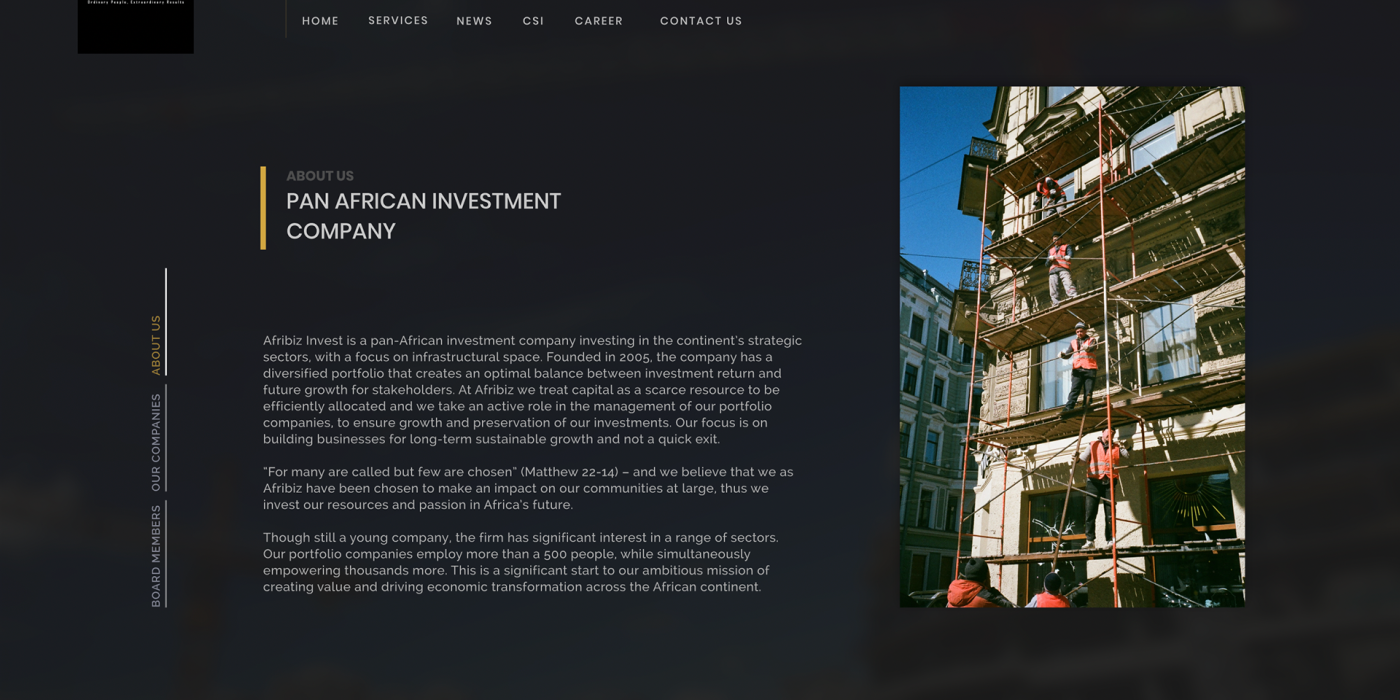 Ordinary People, Extraordinary Results
HOME SERVICES NEWS CSI CAREER CONTACT US
ABOUT US
PAN AFRICAN INVESTMENT
COMPANY
ABOUT US
OUR COMPANIES
BOARD MEMBERS
Afribiz Invest is a pan-African investment company investing in the continent's strategic
sectors, with a focus on infrastructural space. Founded in 2005, the company has a
diversified portfolio that creates an optimal balance between investment return and
future growth for stakeholders. At Afribiz we treat capital as a scarce resource to be
efficiently allocated and we take an active role in the management of our portfolio
companies, to ensure growth and preservation of our investments. Our focus is on
building businesses for long-term sustainable growth and not a quick exit.
"For many are called but few are chosen" (Matthew 22-14) – and we believe that we as
Afribiz have been chosen to make an impact on our communities at large, thus we
invest our resources and passion in Africa's future.
Though still a young company, the firm has significant interest in a range of sectors.
Our portfolio companies employ more than a 500 people, while simultaneously
empowering thousands more. This is a significant start to our ambitious mission of
creating value and driving economic transformation across the African continent.